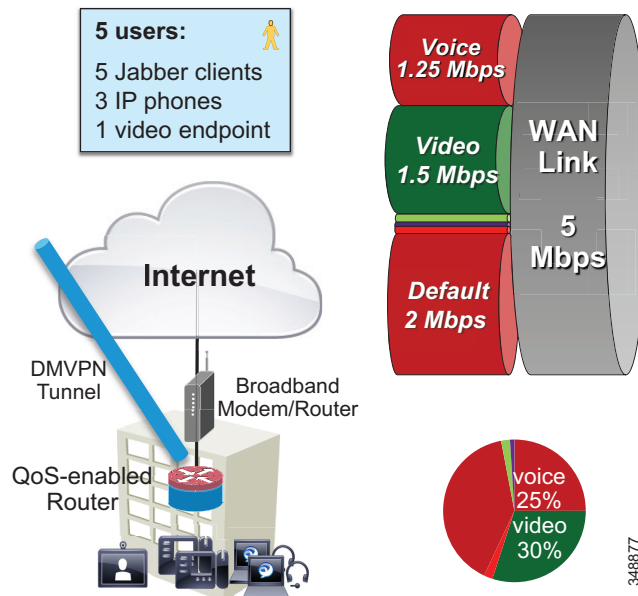 5 users:
5 Jabber clients
3 IP phones
1 video endpoint
Voice
1.25 Mbps
Video
1.5 Mbps
Default
2 Mbps
WAN
Link
5
Mbps
Internet
DMVPN
Tunnel
Broadband
Modem/Router
QoS-enabled
Router
voice
25%
video
30%
348877